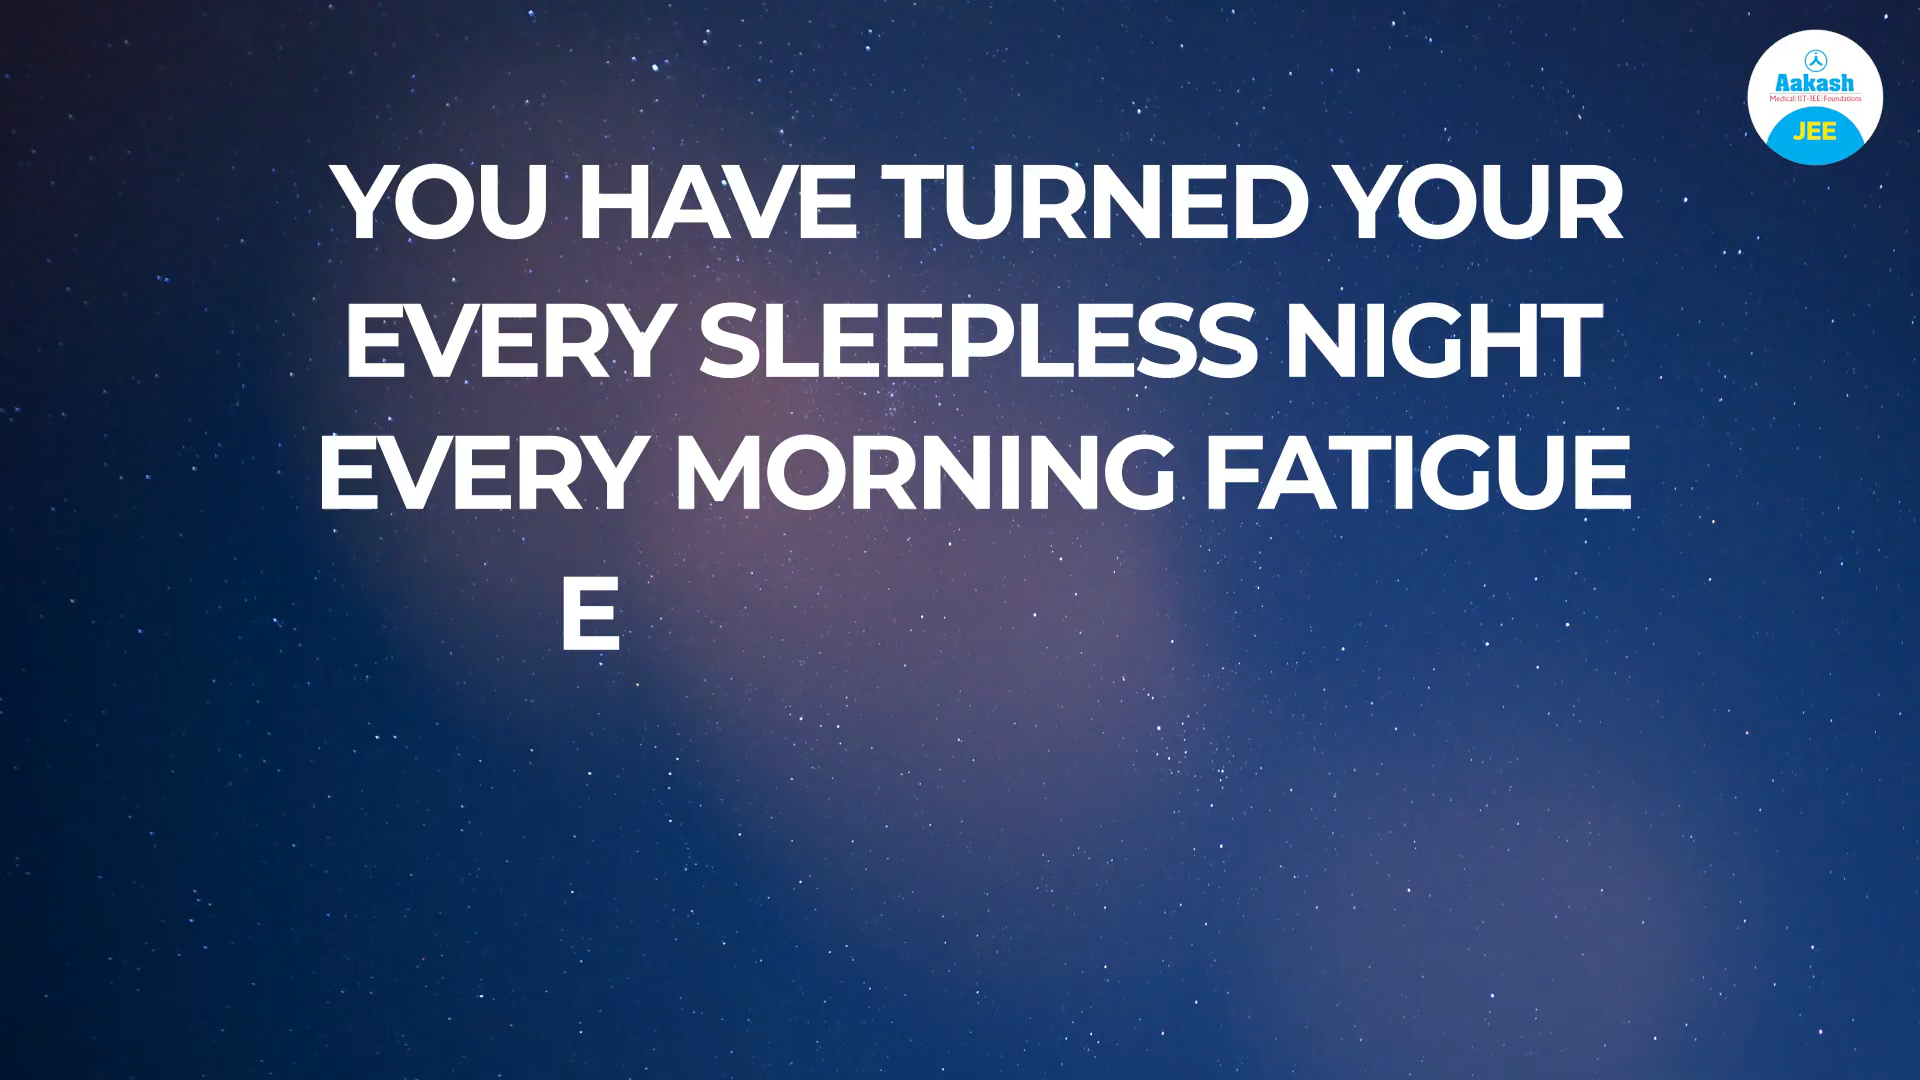 Aakash
Medical|IIT-JEE|Foundations
JEE
YOU HAVE TURNED YOUR
EVERY SLEEPLESS NIGHT
EVERY MORNING FATIGUE
E